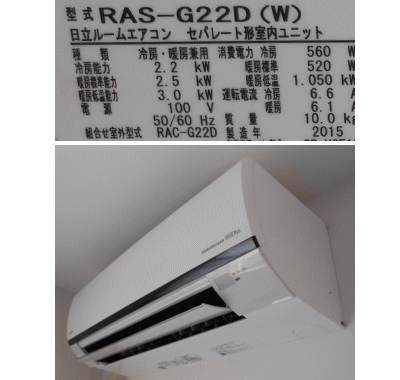 型式 RAS-G22D(W)
日立ルームエアコン セパレート形室内ユニット
種類 冷房・暖房兼用 消費電力 冷房 560 W
冷房能力 2.2 kW 暖房標準 520 W
暖房標準能力 2.5 kW 暖房低温 1.050 kW
暖房低温能力 3.0 kW 運転電流 冷房 6.6 A
電源 100 V 暖房 6.1 A
50/60 Hz 質量 10.0 kg
組合せ室外型式 RAC-G22D 製造年 2015